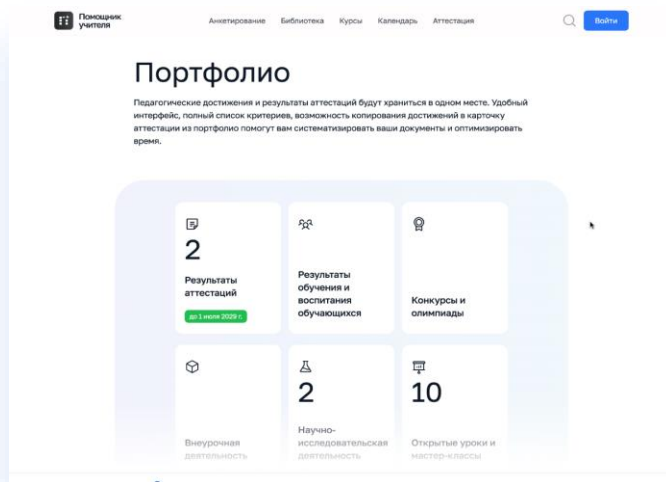 Помощник
учителя
Анкетирование Библиотека Курсы Календарь Аттестация
Войти
Портфолио
Педагогические достижения и результаты аттестаций будут храниться в одном месте. Удобный
интерфейс, полный список критериев, возможность копирования достижений в карточку
аттестации из портфолио помогут вам систематизировать ваши документы и оптимизировать
время.
2
Результаты
аттестаций
до 1 июля 2029 г.
Результаты
обучения и
воспитания
обучающихся
Конкурсы и
олимпиады
Внеурочная
деятельность
2
Научно-
исследовательская
деятельность
10
Открытые уроки и
мастер-классы